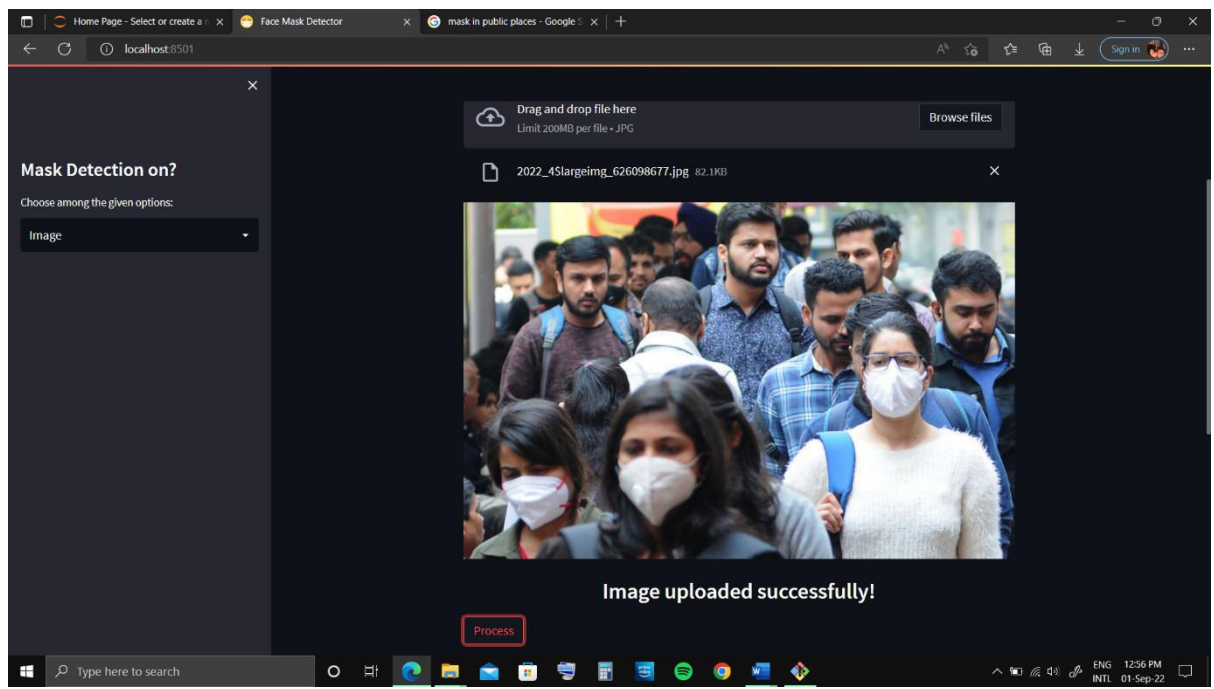 Home Page - Select or create a n
Face Mask Detector
mask in public places - Google S
localhost:8501
Sign in
Drag and drop file here
Limit 200MB per file • JPG
Browse files
2022_4$largeimg_626098677.jpg 82.1KB
Mask Detection on?
Choose among the given options:
Image
Image uploaded successfully!
Process
Type here to search
ENG 12:56 PM
INTL 01-Sep-22